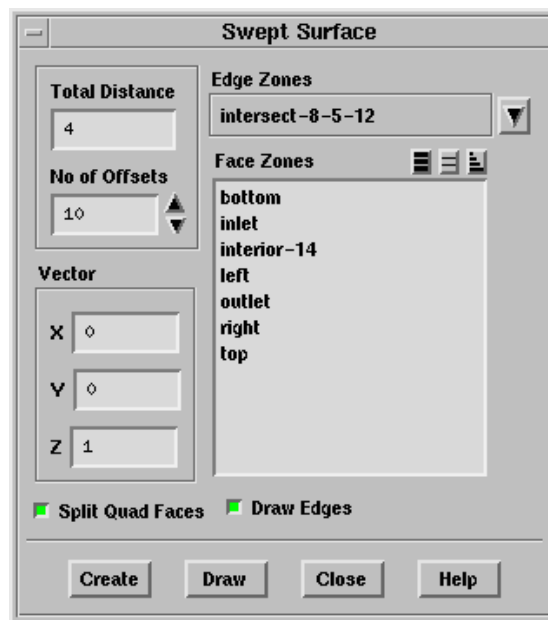 Swept Surface
Total Distance
4
No of Offsets
10
Vector
X 0
Y 0
Z 1
Edge Zones
intersect-8-5-12
Face Zones
bottom
inlet
interior-14
left
outlet
right
top
Split Quad Faces
Draw Edges
Create
Draw
Close
Help